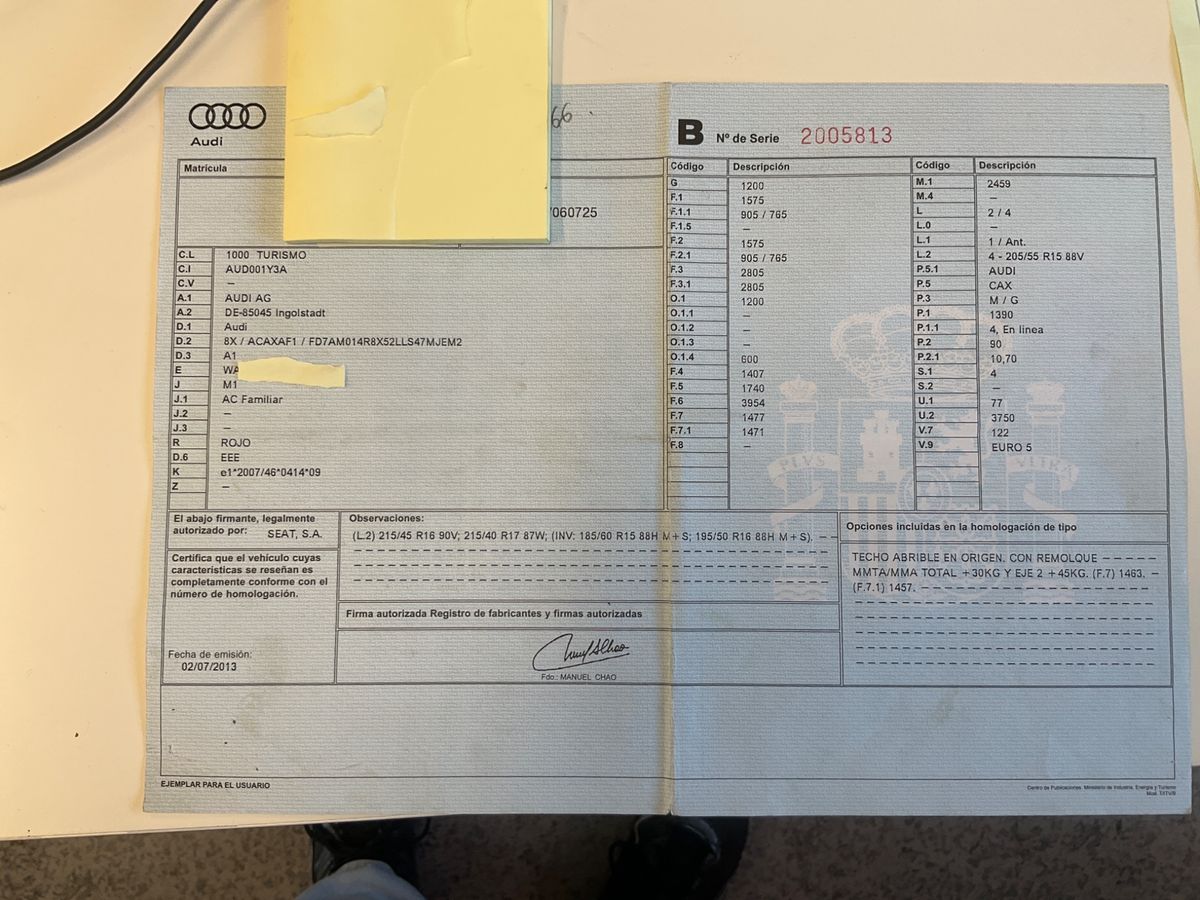 Audi
66
B Nº de Serie 2005813
Matrícula
060725
C.L 1000 TURISMO
C.I AUD001Y3A
C.V –
A.1 AUDI AG
A.2 DE-85045 Ingolstadt
D.1 Audi
D.2 8X / ACAXAF1 / FD7AM014R8X52LLS47MJEM2
D.3 A1
E WA
J M1
J.1 AC Familiar
J.2 –
J.3 –
R ROJO
D.6 EEE
K e1*2007/46*0414*09
Z –
Código Descripción
G 1200
F.1 1575
F.1.1 905 / 765
F.1.5 –
F.2 1575
F.2.1 905 / 765
F.3 2805
F.3.1 2805
O.1 1200
O.1.1 –
O.1.2 –
O.1.3 –
O.1.4 600
F.4 1407
F.5 1740
F.6 3954
F.7 1477
F.7.1 1471
F.8 –
Código Descripción
M.1 2459
M.4 –
L 2 / 4
L.0 –
L.1 1 / Ant.
L.2 4 - 205/55 R15 88V
P.5.1 AUDI
P.5 CAX
P.3 M / G
P.1 1390
P.1.1 4, En linea
P.2 90
P.2.1 10,70
S.1 4
S.2 –
U.1 77
U.2 3750
V.7 122
V.9 EURO 5
PLVS VLTRA
El abajo firmante, legalmente
autorizado por: SEAT, S.A.
Certifica que el vehículo cuyas
características se reseñan es
completamente conforme con el
número de homologación.
Fecha de emisión:
02/07/2013
Observaciones:
(L.2) 215/45 R16 90V; 215/40 R17 87W; (INV: 185/60 R15 88H M+S; 195/50 R16 88H M+S). – –
Firma autorizada Registro de fabricantes y firmas autorizadas
Fdo.: MANUEL CHAO
Opciones incluidas en la homologación de tipo
TECHO ABRIBLE EN ORIGEN. CON REMOLQUE – – – – –
MMTA/MMA TOTAL +30KG Y EJE 2 +45KG. (F.7) 1463. –
(F.7.1) 1457.
EJEMPLAR PARA EL USUARIO
Centro de Publicaciones. Ministerio de Industria, Energía y Turismo